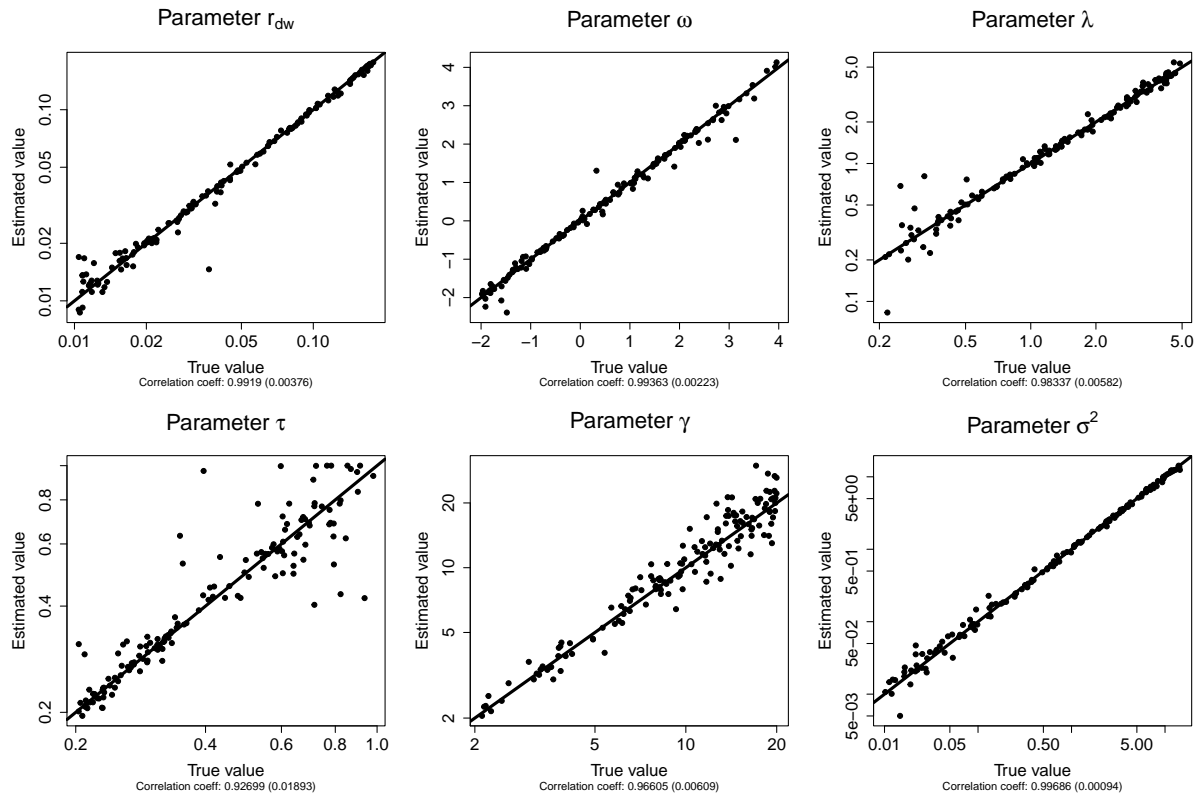 Parameter r_dw
Parameter ω
Parameter λ
Estimated value
0.01 0.02 0.05 0.10
0.01 0.02 0.05 0.10
True value
Correlation coeff: 0.9919 (0.00376)
Estimated value
−2 −1 0 1 2 3 4
−2 −1 0 1 2 3 4
True value
Correlation coeff: 0.99363 (0.00223)
Estimated value
0.1 0.2 0.5 1.0 2.0 5.0
0.2 0.5 1.0 2.0 5.0
True value
Correlation coeff: 0.98337 (0.00582)
Parameter τ
Parameter γ
Parameter σ²
Estimated value
0.2 0.4 0.6 0.8
0.2 0.4 0.6 0.8 1.0
True value
Correlation coeff: 0.92699 (0.01893)
Estimated value
2 5 10 20
2 5 10 20
True value
Correlation coeff: 0.96605 (0.00609)
Estimated value
5e−03 5e−02 5e−01 5e+00
0.01 0.05 0.50 5.00
True value
Correlation coeff: 0.99686 (0.00094)